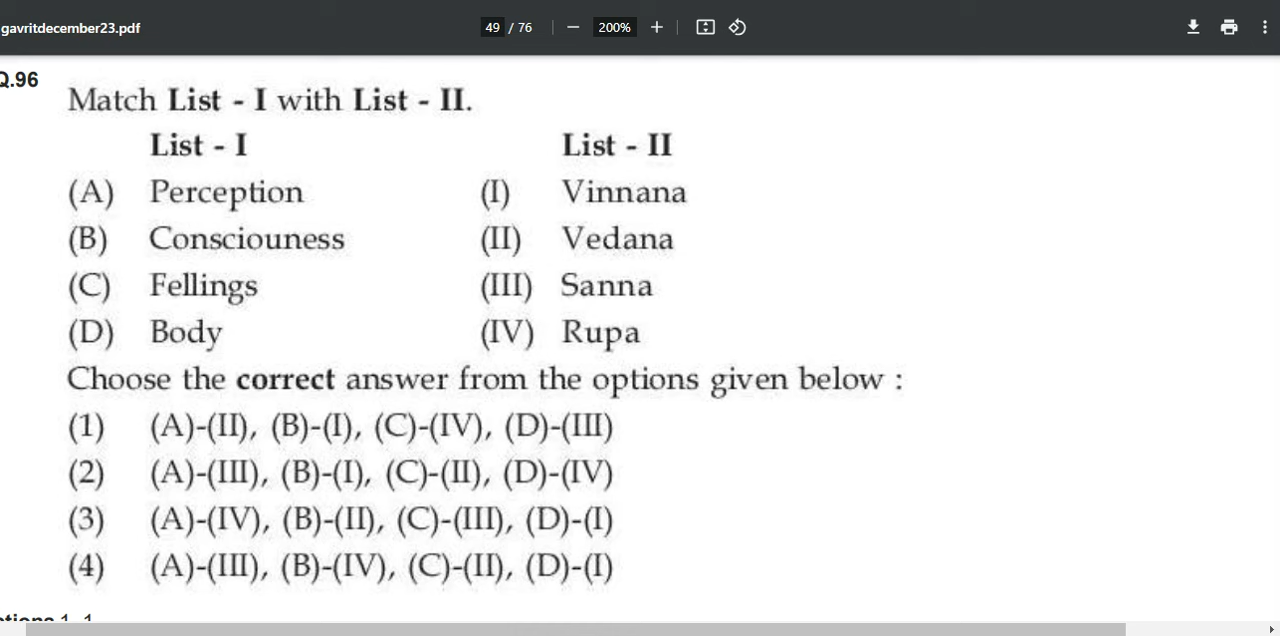 gavritdecember23.pdf 49 / 76 — 200% +
Q.96
Match List - I with List - II.
List - I List - II
(A) Perception (I) Vinnana
(B) Consciouness (II) Vedana
(C) Fellings (III) Sanna
(D) Body (IV) Rupa
Choose the correct answer from the options given below :
(1) (A)-(II), (B)-(I), (C)-(IV), (D)-(III)
(2) (A)-(III), (B)-(I), (C)-(II), (D)-(IV)
(3) (A)-(IV), (B)-(II), (C)-(III), (D)-(I)
(4) (A)-(III), (B)-(IV), (C)-(II), (D)-(I)